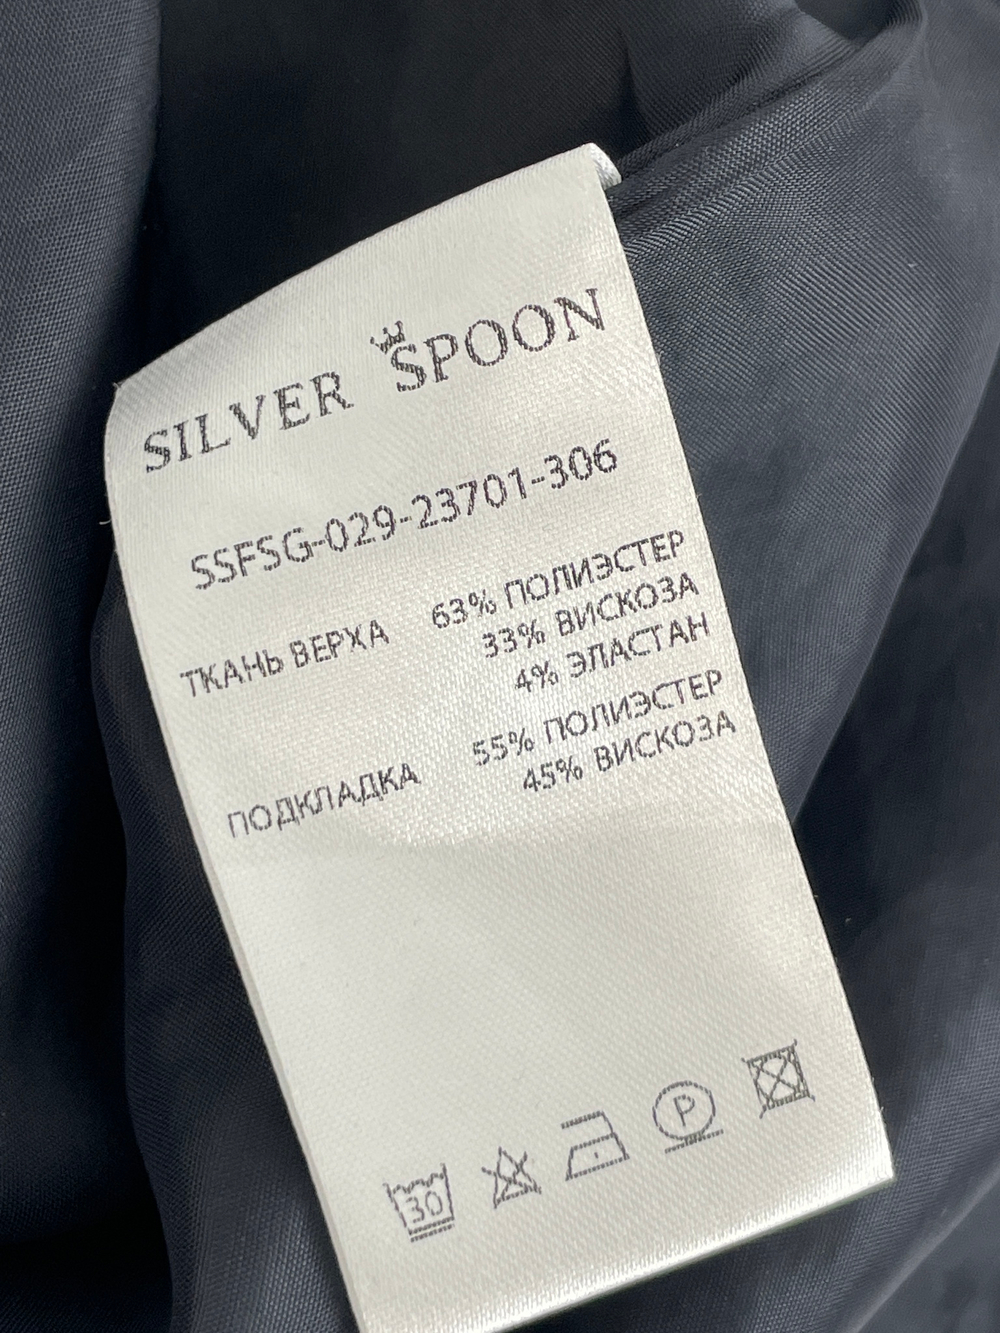 SILVER SPOON
SSFSG-029-23701-306
ТКАНЬ ВЕРХА 63% ПОЛИЭСТЕР
33% ВИСКОЗА
4% ЭЛАСТАН
ПОДКЛАДКА 55% ПОЛИЭСТЕР
45% ВИСКОЗА
30
P